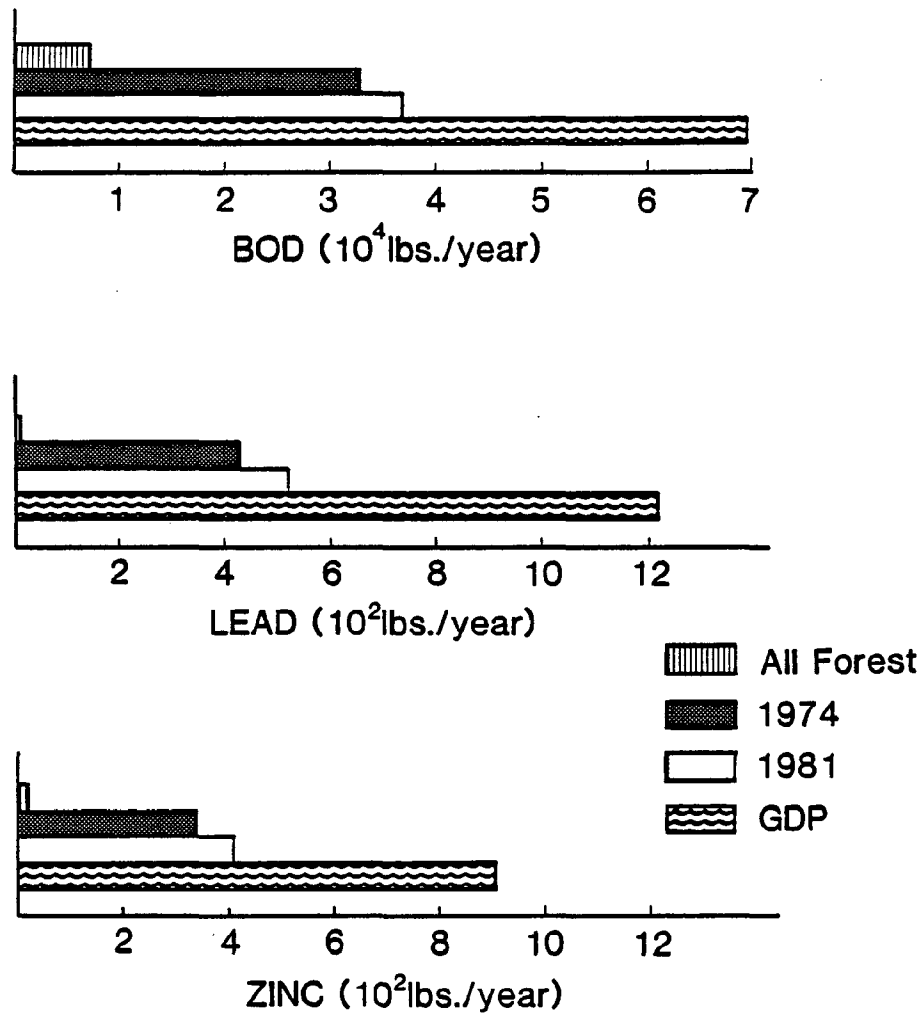 1 2 3 4 5 6 7
BOD (10⁴lbs./year)
2 4 6 8 10 12
LEAD (10²lbs./year)
All Forest
1974
1981
GDP
2 4 6 8 10 12
ZINC (10²lbs./year)